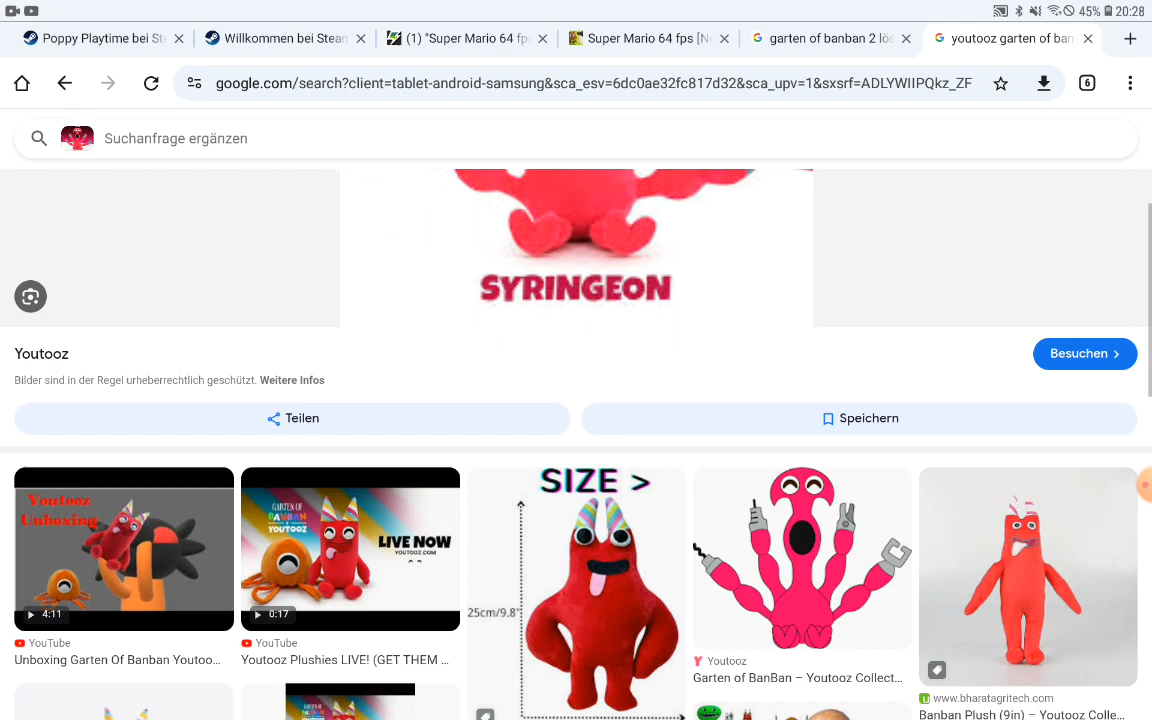 45% 20:28
Poppy Playtime bei Ste
Willkommen bei Steam
(1) "Super Mario 64 fps
Super Mario 64 fps [Ne
garten of banban 2 lös
youtooz garten of ban
google.com/search?client=tablet-android-samsung&sca_esv=6dc0ae32fc817d32&sca_upv=1&sxsrf=ADLYWIIPQkz_ZF
6
Suchanfrage ergänzen
SYRINGEON
Youtooz
Besuchen
Bilder sind in der Regel urheberrechtlich geschützt. Weitere Infos
Teilen
Speichern
Youtooz
Unboxing
4:11
YouTube
Unboxing Garten Of Banban Youtoo...
GARTEN OF
BANBAN
YOUTOOZ
LIVE NOW
YOUTOOZ.COM
0:17
YouTube
Youtooz Plushies LIVE! (GET THEM ...
SIZE >
25cm/9.8"
Youtooz
Garten of BanBan – Youtooz Collect...
www.bharatagritech.com
Banban Plush (9in) – Youtooz Colle...